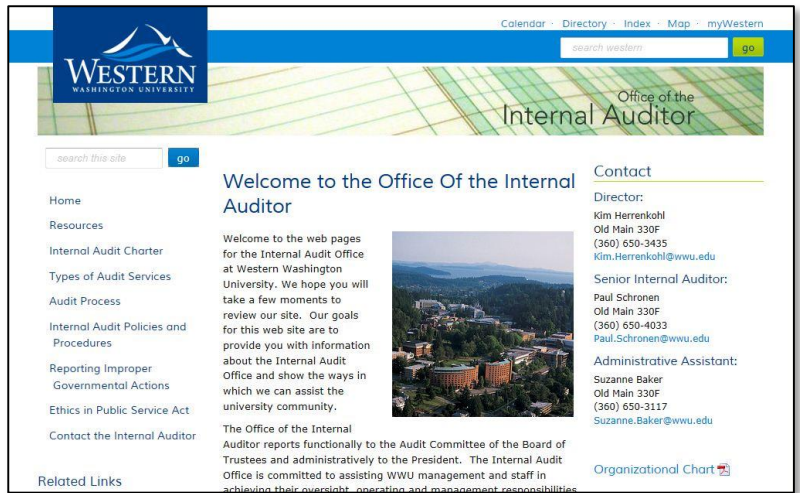 Calendar · Directory · Index · Map · myWestern
search western
go
WESTERN
WASHINGTON UNIVERSITY
Office of the
Internal Auditor
search this site
go
Home
Resources
Internal Audit Charter
Types of Audit Services
Audit Process
Internal Audit Policies and
Procedures
Reporting Improper
Governmental Actions
Ethics in Public Service Act
Contact the Internal Auditor
Related Links
Welcome to the Office Of the Internal
Auditor
Welcome to the web pages
for the Internal Audit Office
at Western Washington
University. We hope you will
take a few moments to
review our site. Our goals
for this web site are to
provide you with information
about the Internal Audit
Office and show the ways in
which we can assist the
university community.
The Office of the Internal
Auditor reports functionally to the Audit Committee of the Board of
Trustees and administratively to the President. The Internal Audit
Office is committed to assisting WWU management and staff in
achieving their oversight, operating and management responsibilities
Contact
Director:
Kim Herrenkohl
Old Main 330F
(360) 650-3435
Kim.Herrenkohl@wwu.edu
Senior Internal Auditor:
Paul Schronen
Old Main 330F
(360) 650-4033
Paul.Schronen@wwu.edu
Administrative Assistant:
Suzanne Baker
Old Main 330F
(360) 650-3117
Suzanne.Baker@wwu.edu
Organizational Chart